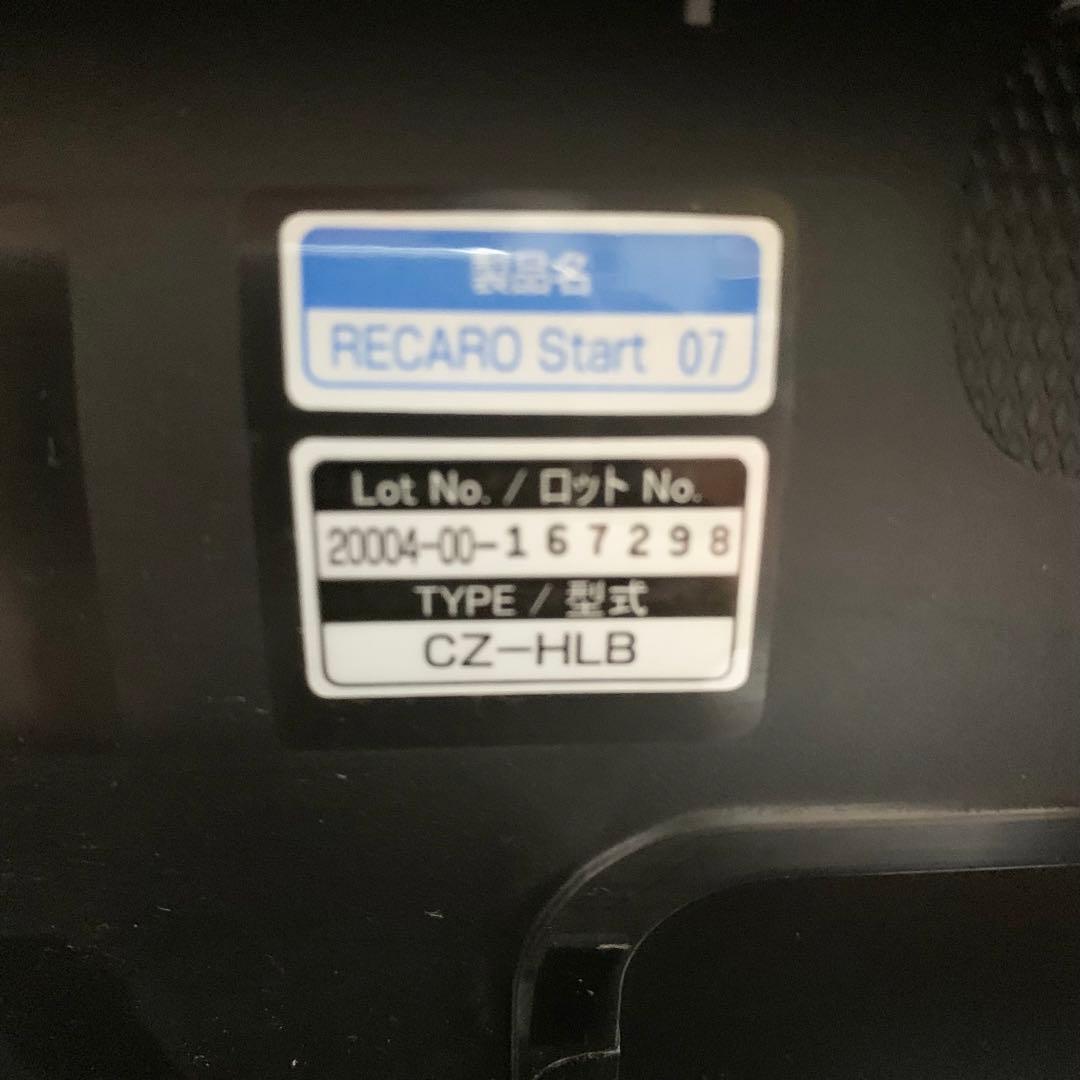 製品名
RECARO Start 07
Lot No. / ロット No.
20004-00-167298
TYPE / 型式
CZ-HLB